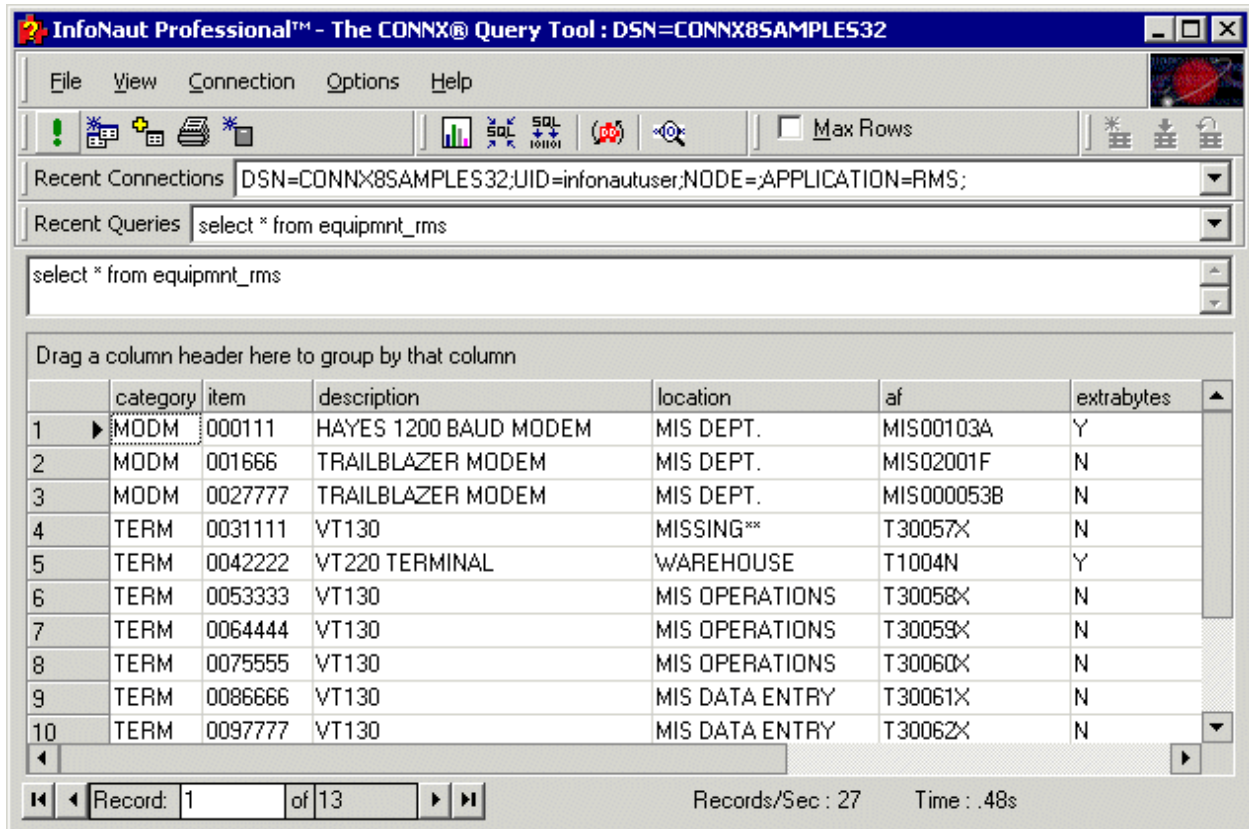 InfoNaut Professional™ - The CONNX® Query Tool : DSN=CONNX8SAMPLES32
File View Connection Options Help
SQL SQL 10101 Max Rows
Recent Connections DSN=CONNX8SAMPLES32;UID=infonautuser;NODE=;APPLICATION=RMS;
Recent Queries select * from equipmnt_rms
select * from equipmnt_rms
Drag a column header here to group by that column
category item description location af extrabytes
1 MODM 000111 HAYES 1200 BAUD MODEM MIS DEPT. MIS00103A Y
2 MODM 001666 TRAILBLAZER MODEM MIS DEPT. MIS02001F N
3 MODM 0027777 TRAILBLAZER MODEM MIS DEPT. MIS000053B N
4 TERM 0031111 VT130 MISSING** T30057X N
5 TERM 0042222 VT220 TERMINAL WAREHOUSE T1004N Y
6 TERM 0053333 VT130 MIS OPERATIONS T30058X N
7 TERM 0064444 VT130 MIS OPERATIONS T30059X N
8 TERM 0075555 VT130 MIS OPERATIONS T30060X N
9 TERM 0086666 VT130 MIS DATA ENTRY T30061X N
10 TERM 0097777 VT130 MIS DATA ENTRY T30062X N
Record: 1 of 13 Records/Sec : 27 Time : .48s